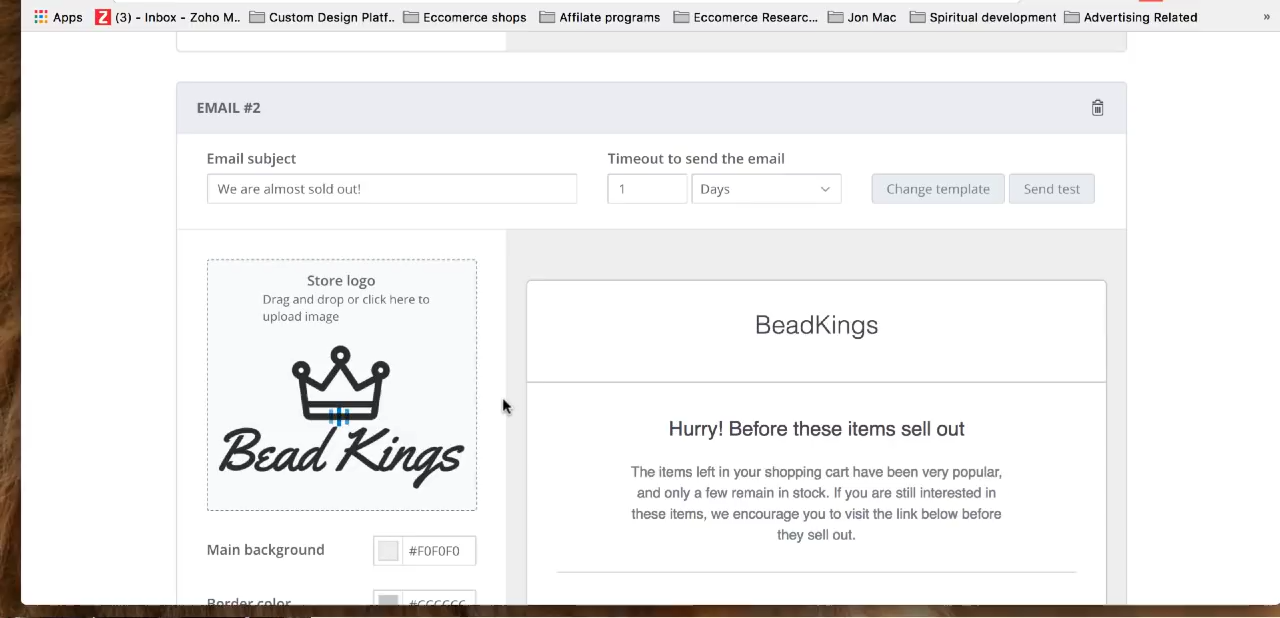 Apps Z (3) - Inbox - Zoho M.. Custom Design Platf.. Eccomerce shops Affilate programs Eccomerce Researc... Jon Mac Spiritual development Advertising Related »
EMAIL #2
Email subject Timeout to send the email
We are almost sold out! 1 Days Change template Send test
Store logo
Drag and drop or click here to
upload image
Bead Kings
BeadKings
Hurry! Before these items sell out
The items left in your shopping cart have been very popular,
and only a few remain in stock. If you are still interested in
these items, we encourage you to visit the link below before
they sell out.
Main background #F0F0F0
Border color #CCCCCC